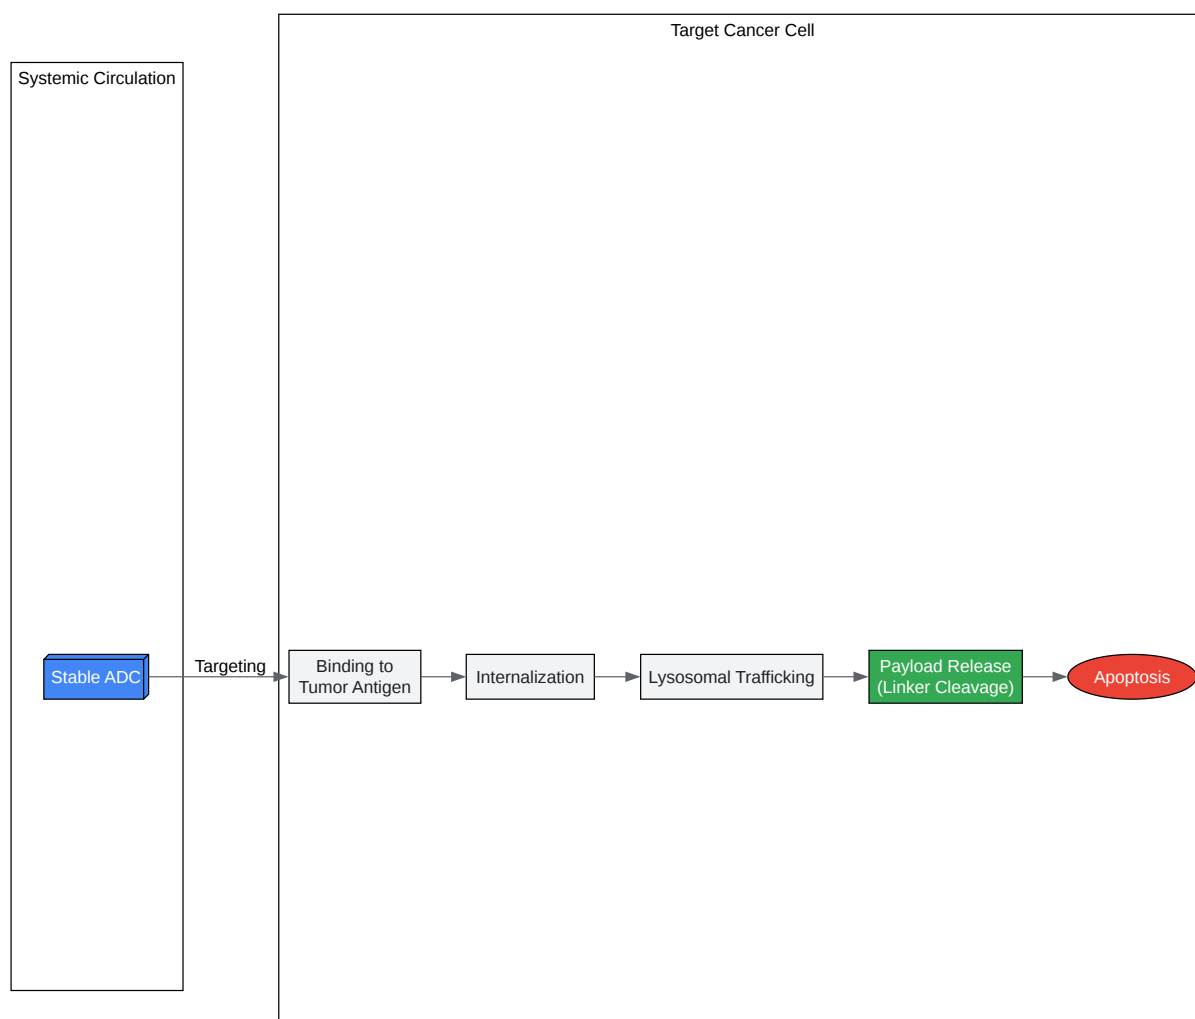 Target Cancer Cell
Systemic Circulation
Stable ADC
Targeting
Binding to
Tumor Antigen
Internalization
Lysosomal Trafficking
Payload Release
(Linker Cleavage)
Apoptosis